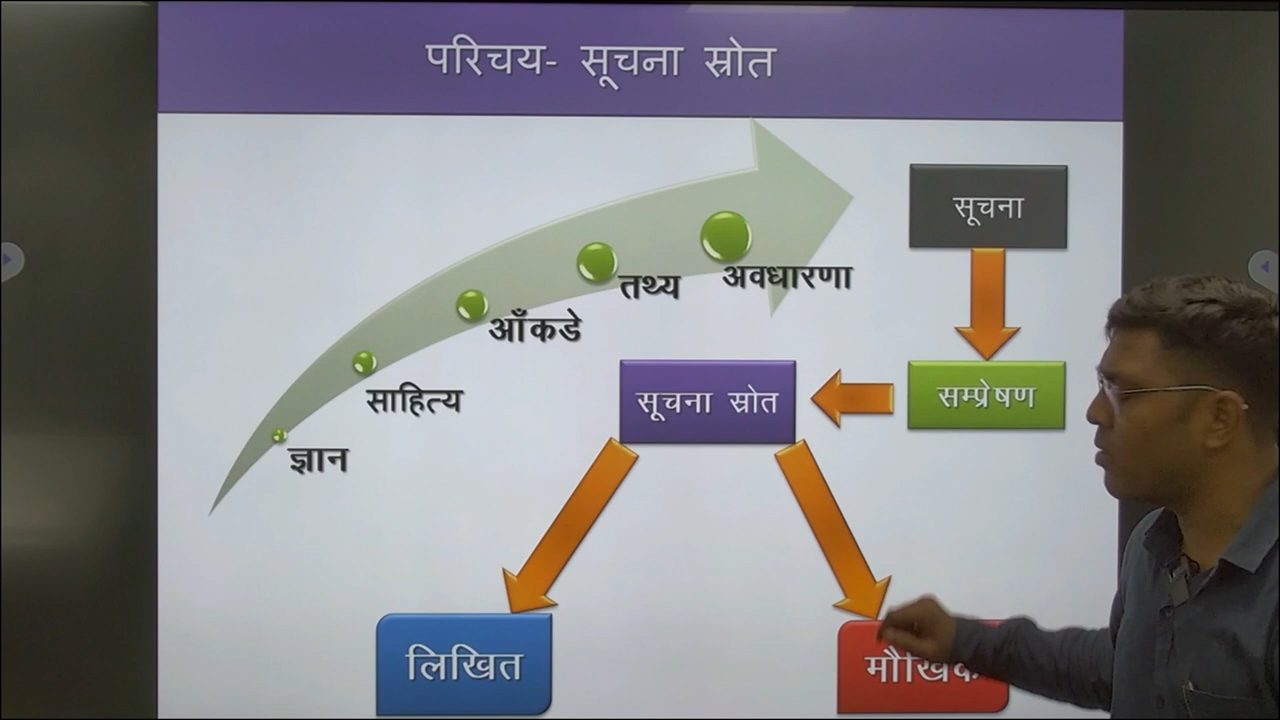 परिचय- सूचना स्रोत
सूचना
तथ्य
अवधारणा
आँकडे
साहित्य
सूचना स्रोत
सम्प्रेषण
ज्ञान
लिखित
मौखिक